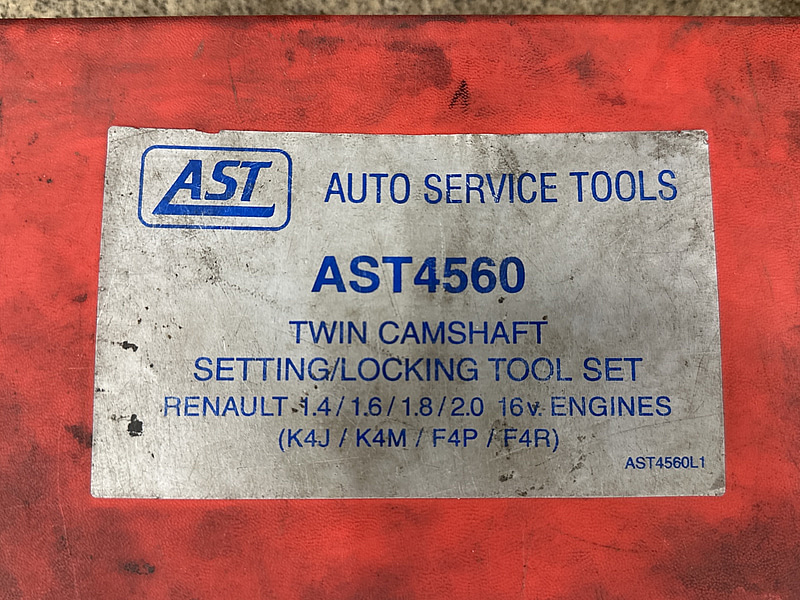 AST AUTO SERVICE TOOLS
AST4560
TWIN CAMSHAFT
SETTING/LOCKING TOOL SET
RENAULT 1.4/1.6/1.8/2.0 16v ENGINES
(K4J / K4M / F4P / F4R)
AST4560L1